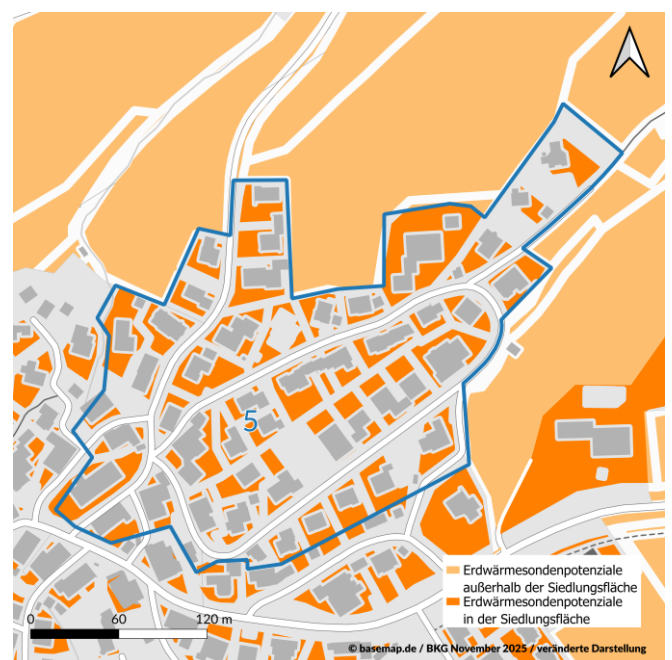 5
Erdwärmesondenpotenziale
außerhalb der Siedlungsfläche
Erdwärmesondenpotenziale
in der Siedlungsfläche
0 60 120 m
© basemap.de / BKG November 2025 / veränderte Darstellung